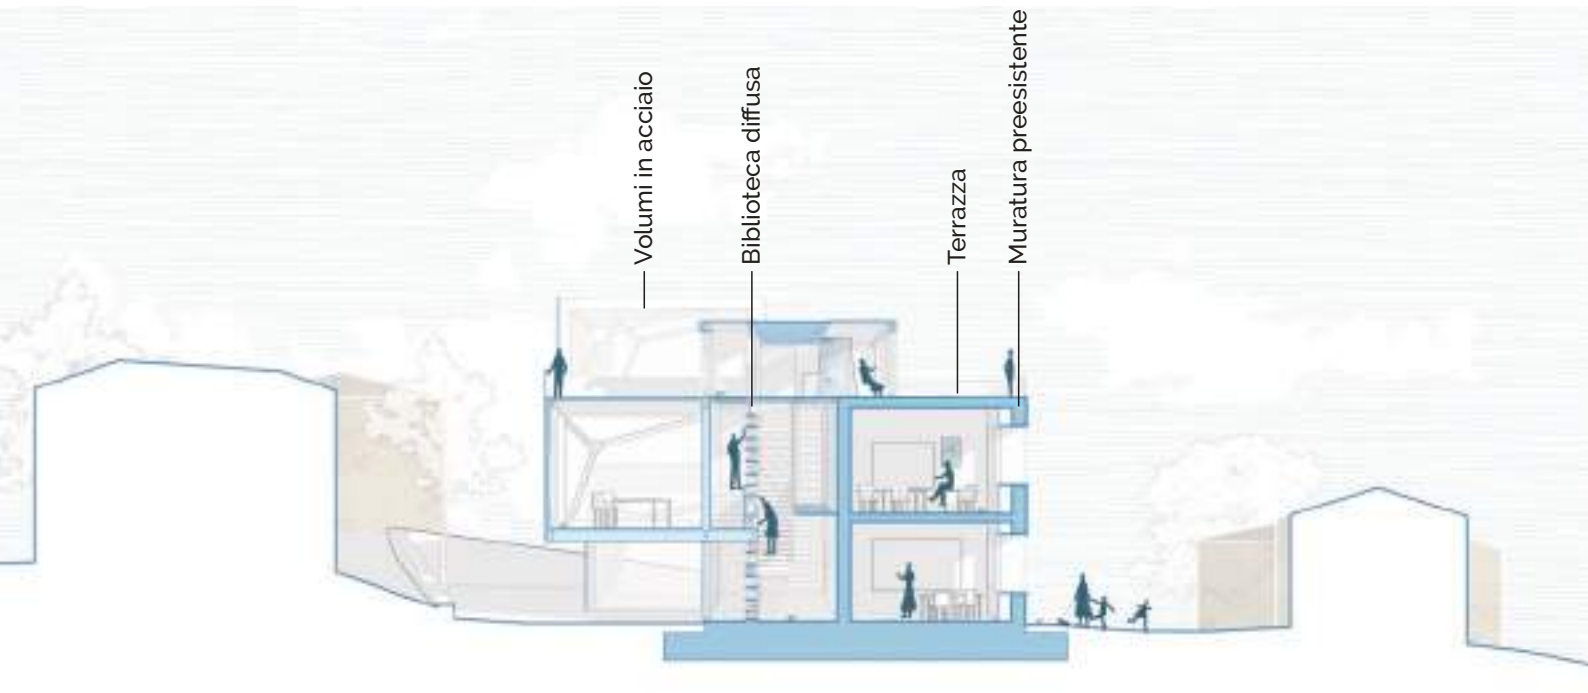 Volumi in acciaio
Biblioteca diffusa
Terrazza
Muratura preesistente